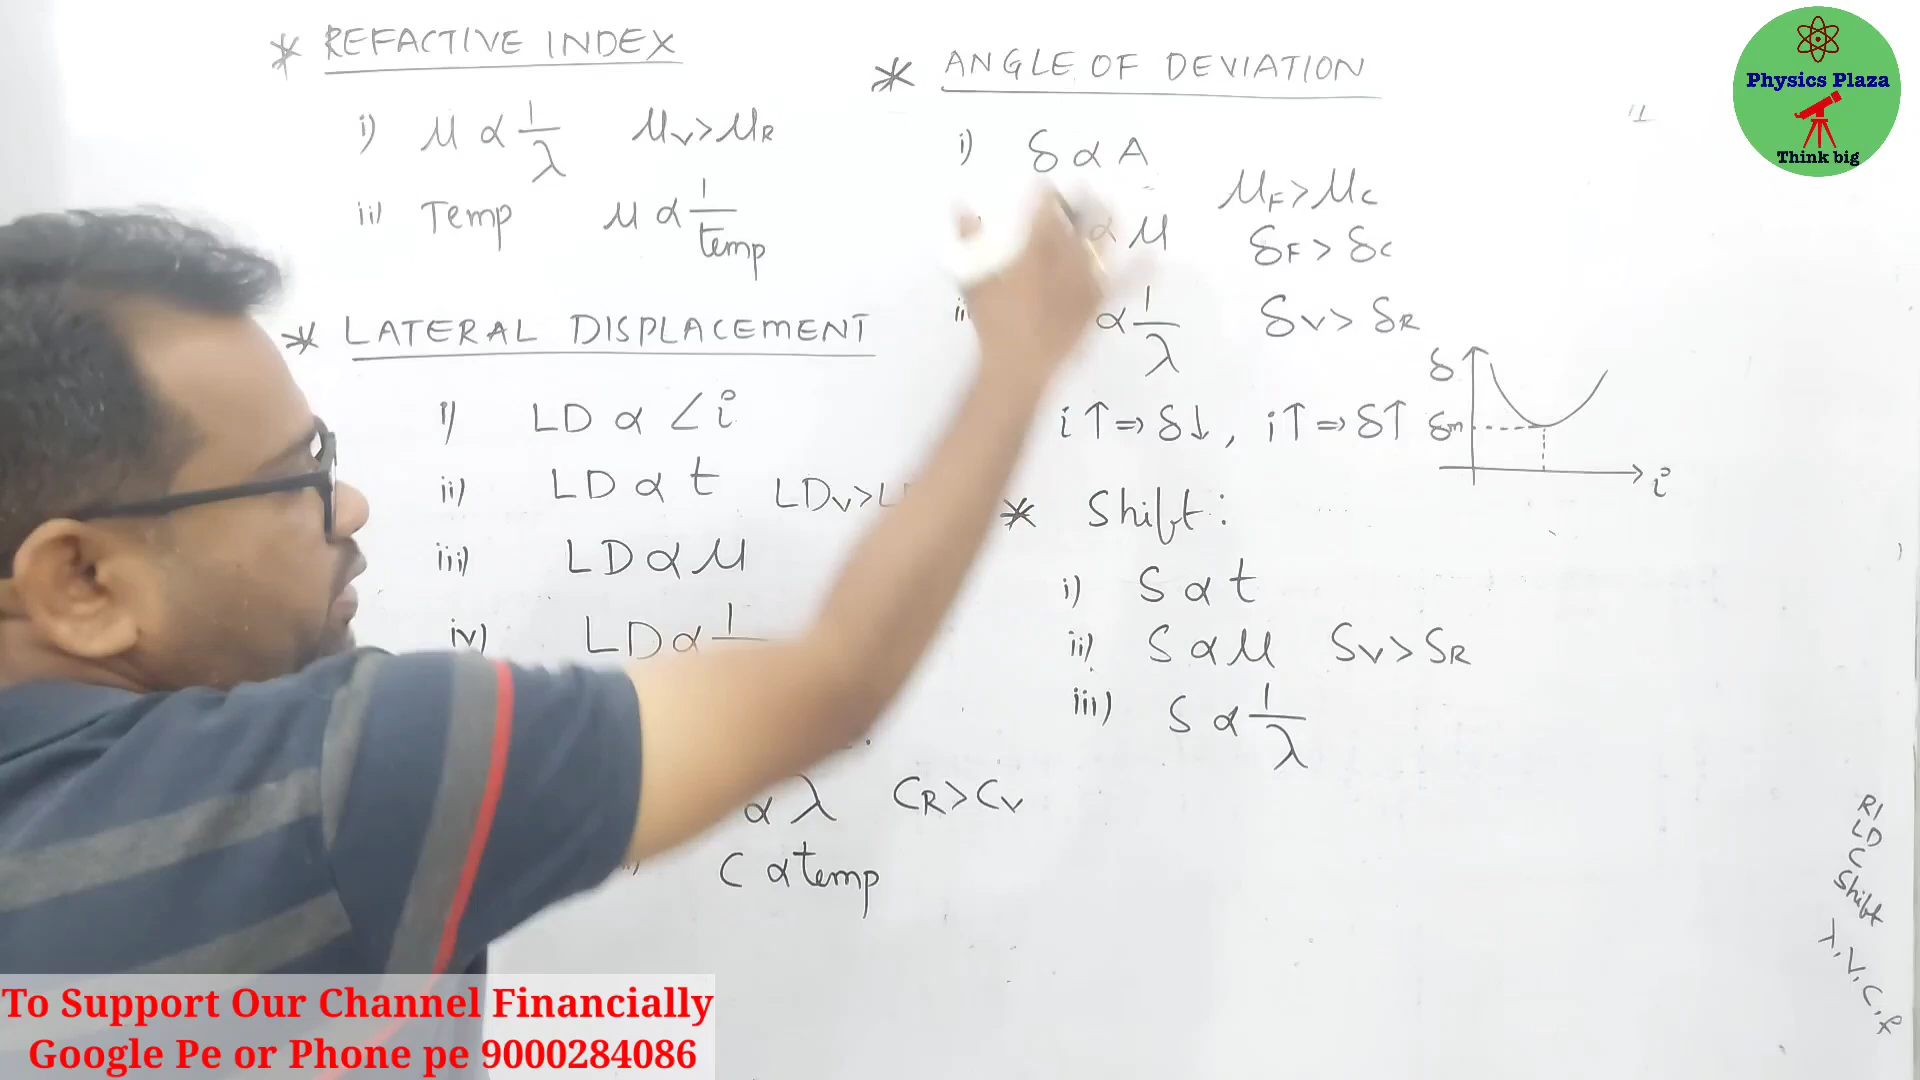 * REFACTIVE INDEX
i) μ ∝ 1/λ μV > μR
ii) Temp μ ∝ 1/temp
* LATERAL DISPLACEMENT
i) LD ∝ ∠i
ii) LD ∝ t LDV >
iii) LD ∝ μ
iv) LD ∝ 1
∝ λ CR > CV
C ∝ temp
* ANGLE OF DEVIATION
i) δ ∝ A
∝ μ μF > μC
δF > δC
∝ 1/λ δV > δR
i↑ ⇒ δ↓, i↑ ⇒ δ↑
δ
δm
i
* Shift:
i) S ∝ t
ii) S ∝ μ SV > SR
iii) S ∝ 1/λ
RI
LD
C
Shift
λ, V, C, f
Physics Plaza
Think big
To Support Our Channel Financially
Google Pe or Phone pe 9000284086